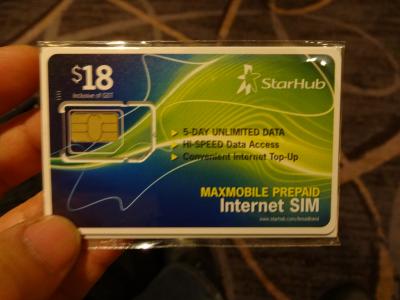 $18
Inclusive of GST
StarHub
5-DAY UNLIMITED DATA
HI-SPEED Data Access
Convenient Internet Top-Up
MAXMOBILE PREPAID
Internet SIM
www.starhub.com/broadband